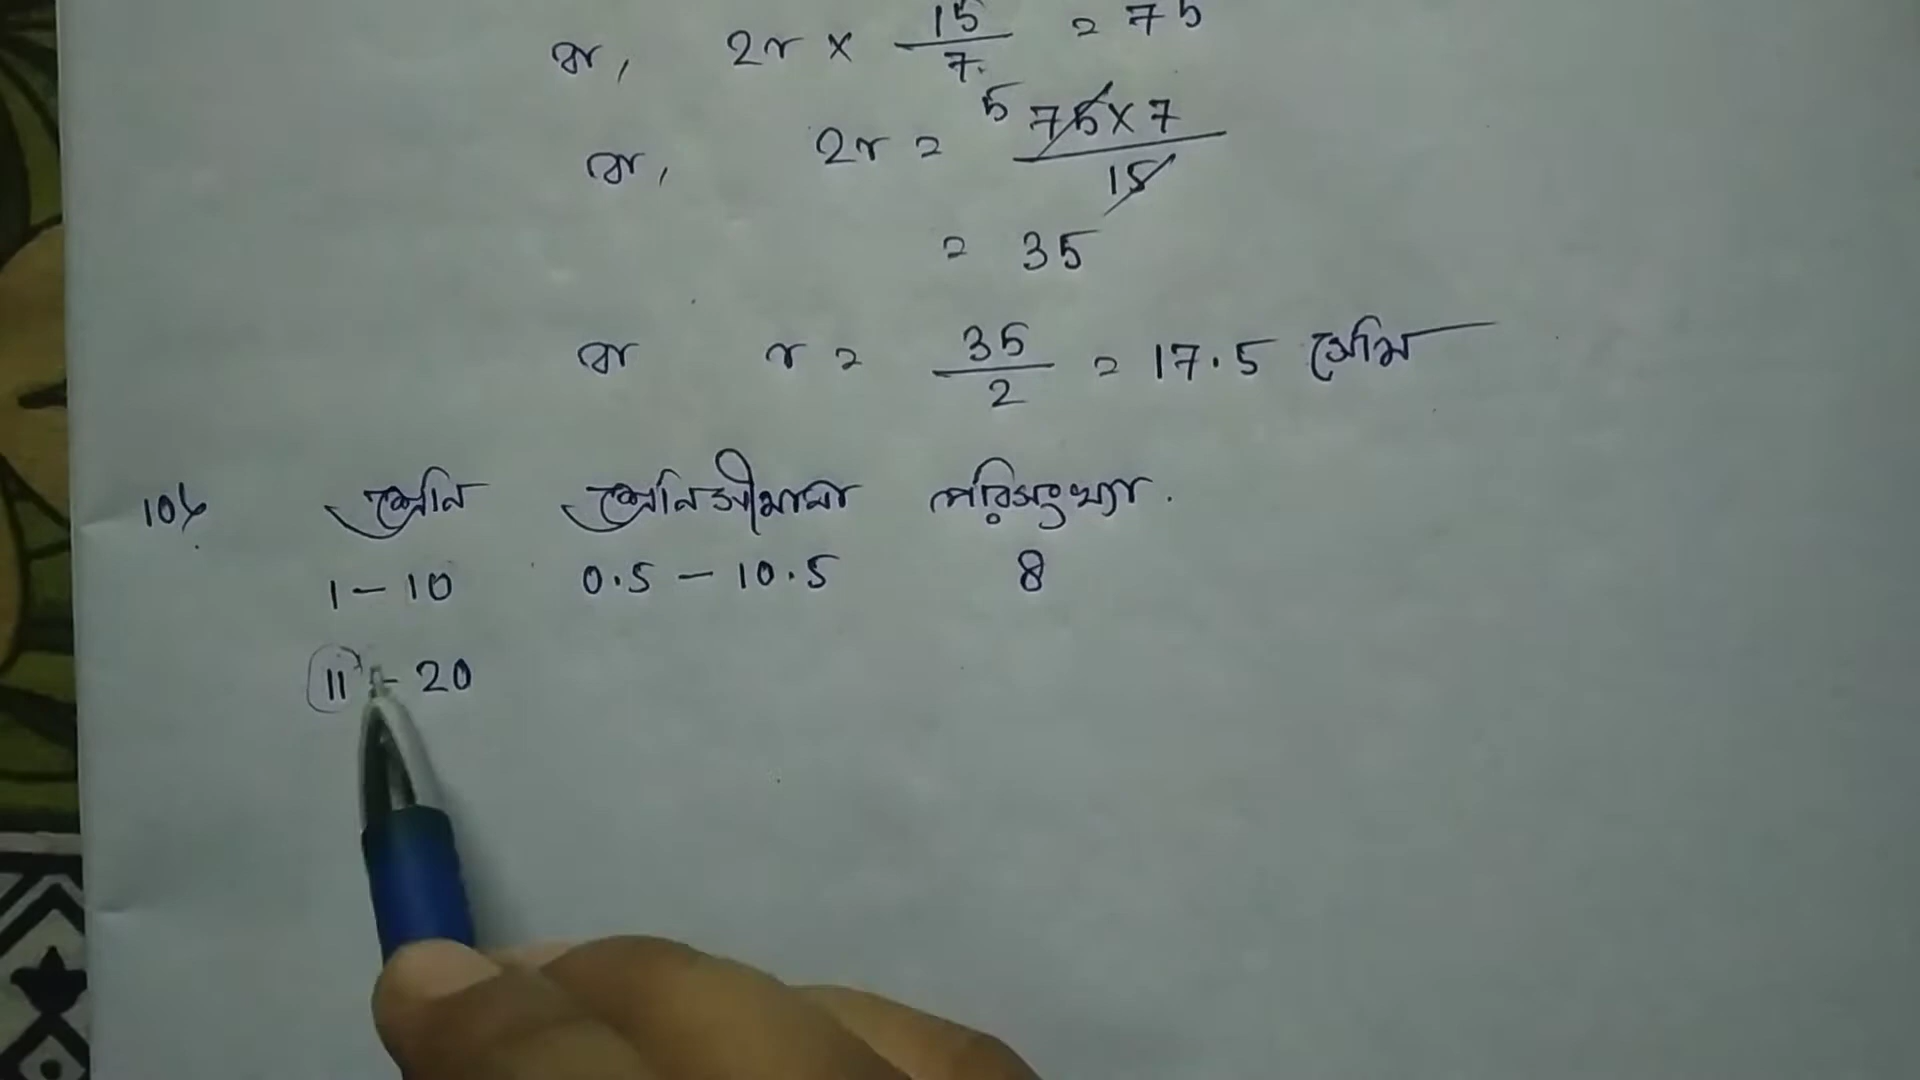 বা, 2r × 15/7 = 75
বা, 2r = 5 75×7/15
= 35
বা r = 35/2 = 17.5 সেমি
10) শ্রেনি শ্রেনিসীমানা পরিসংখ্যা.
1 - 10 0.5 - 10.5 8
11 - 20